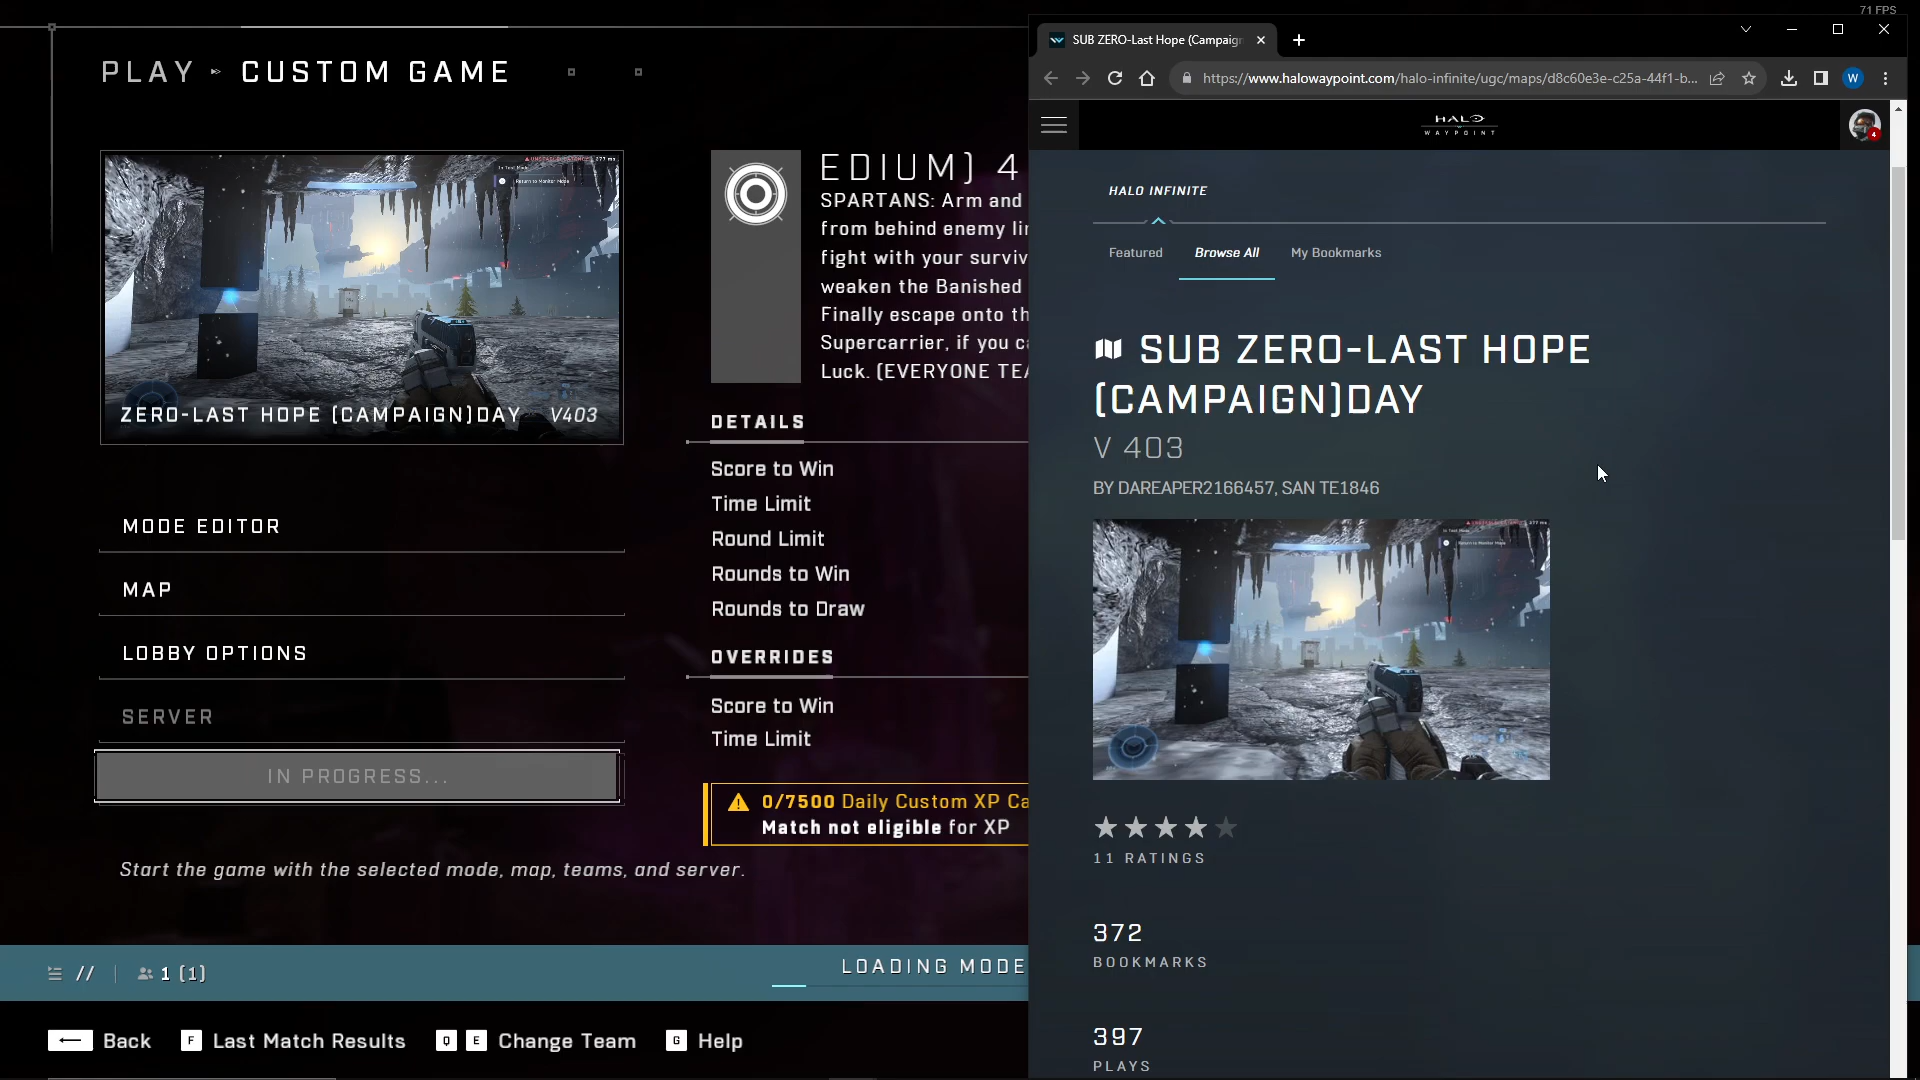 71 FPS
PLAY CUSTOM GAME
ZERO-LAST HOPE (CAMPAIGN)DAY V403
MODE EDITOR
MAP
LOBBY OPTIONS
SERVER
IN PROGRESS...
Start the game with the selected mode, map, teams, and server.
EDIUM) 4
SPARTANS: Arm and
from behind enemy
fight with your
weaken the Banished
Finally escape onto
Supercarrier, if you
Luck. (EVERYONE
DETAILS
Score to Win
Time Limit
Round Limit
Rounds to Win
Rounds to Draw
OVERRIDES
Score to Win
Time Limit
0/7500 Daily Custom XP
Match not eligible for XP
// 1 (1)
LOADING MODE
Back F Last Match Results Q E Change Team G Help
SUB ZERO-Last Hope (Campaign
https://www.halowaypoint.com/halo-infinite/ugc/maps/d8c60e3e-c25a-44f1-b...
W
HALO
WAYPOINT
4
HALO INFINITE
Featured Browse All My Bookmarks
SUB ZERO-LAST HOPE
(CAMPAIGN)DAY
V 403
BY DAREAPER2166457, SAN TE1846
11 RATINGS
372
BOOKMARKS
397
PLAYS